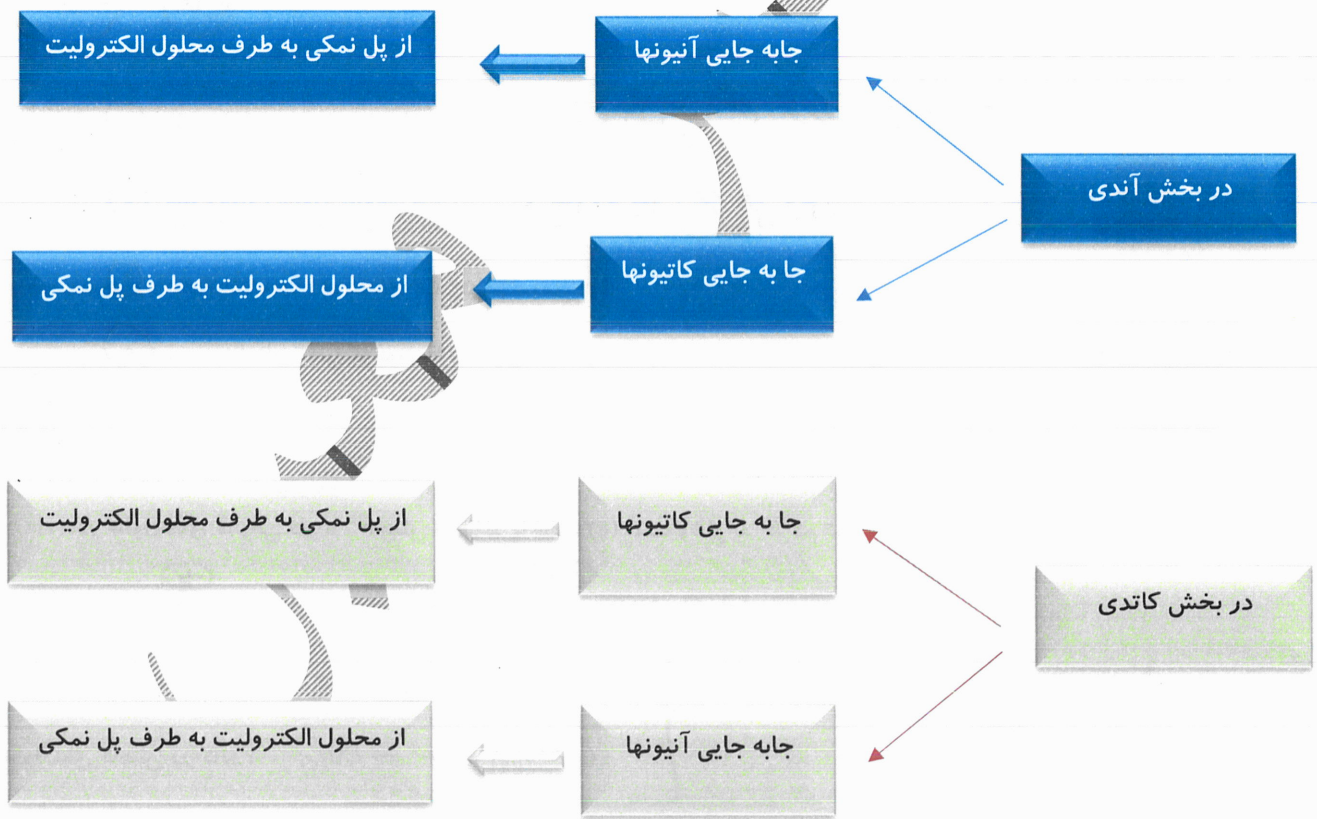 در بخش آندی
جابه جایی آنیونها
از پل نمکی به طرف محلول الکترولیت
جا به جایی کاتیونها
از محلول الکترولیت به طرف پل نمکی
در بخش کاتدی
جا به جایی کاتیونها
از پل نمکی به طرف محلول الکترولیت
جابه جایی آنیونها
از محلول الکترولیت به طرف پل نمکی